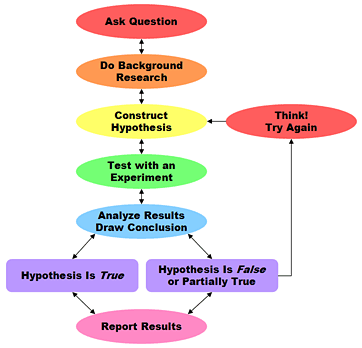 Ask Question
Do Background
Research
Construct
Hypothesis
Think!
Try Again
Test with an
Experiment
Analyze Results
Draw Conclusion
Hypothesis Is True
Hypothesis Is False
or Partially True
Report Results